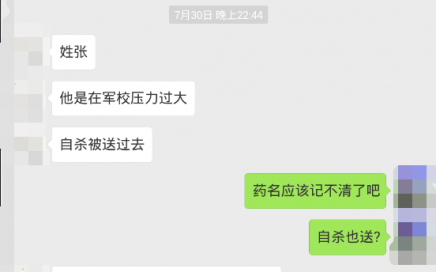 7月30日 晚上22:44
姓张
他是在军校压力过大
自杀被送过去
药名应该记不清了吧
自杀也送?